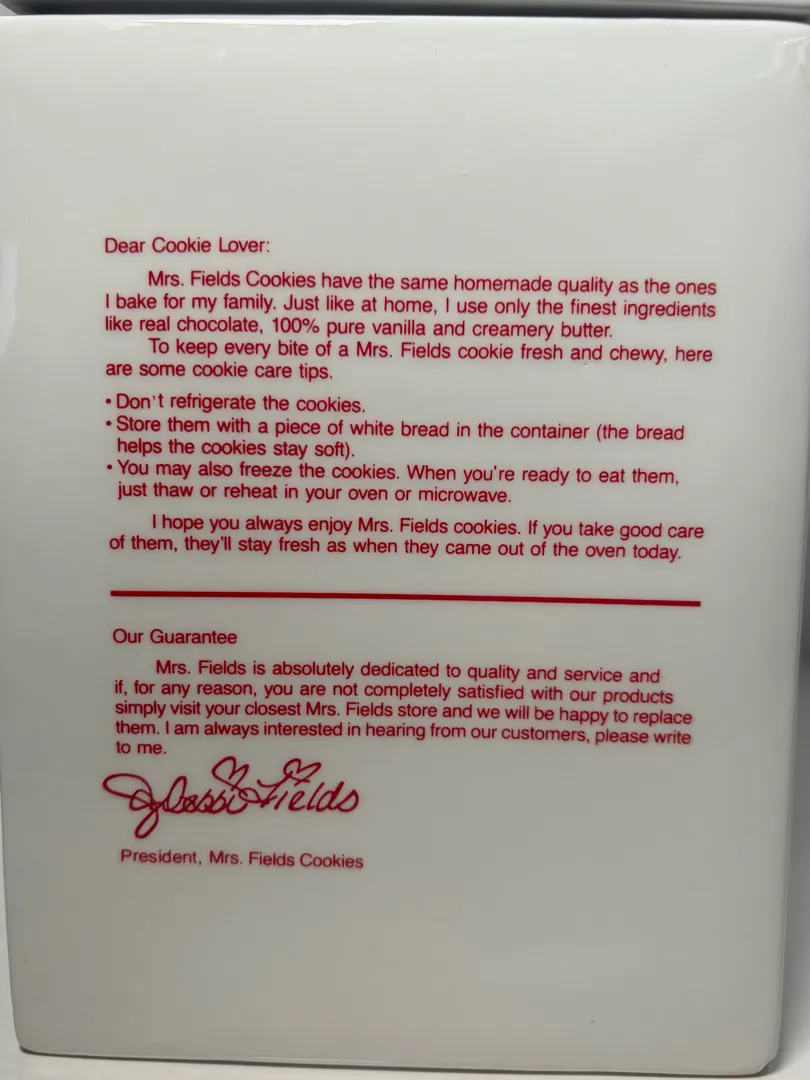 Dear Cookie Lover:
Mrs. Fields Cookies have the same homemade quality as the ones
I bake for my family. Just like at home, I use only the finest ingredients
like real chocolate, 100% pure vanilla and creamery butter.
To keep every bite of a Mrs. Fields cookie fresh and chewy, here
are some cookie care tips.
• Don't refrigerate the cookies.
• Store them with a piece of white bread in the container (the bread
helps the cookies stay soft).
• You may also freeze the cookies. When you're ready to eat them,
just thaw or reheat in your oven or microwave.
I hope you always enjoy Mrs. Fields cookies. If you take good care
of them, they'll stay fresh as when they came out of the oven today.
Our Guarantee
Mrs. Fields is absolutely dedicated to quality and service and
if, for any reason, you are not completely satisfied with our products
simply visit your closest Mrs. Fields store and we will be happy to replace
them. I am always interested in hearing from our customers, please write
to me.
Debbi Fields
President, Mrs. Fields Cookies